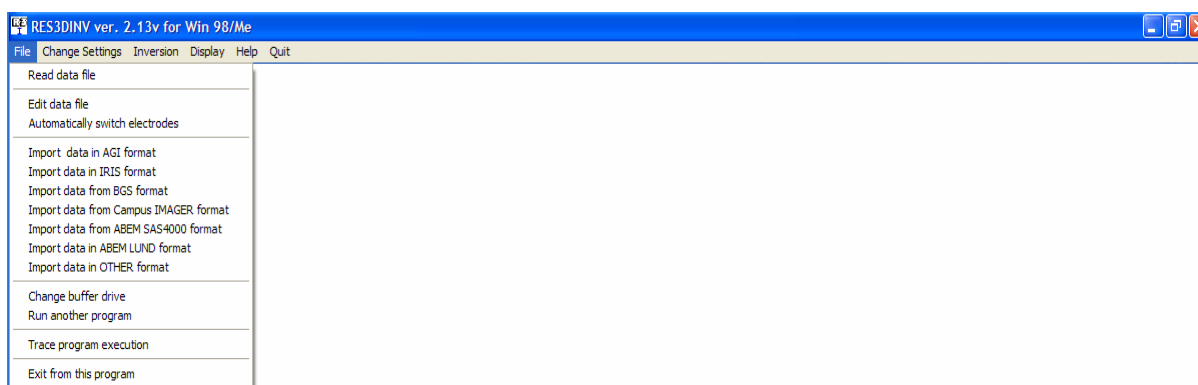 RES3DINV ver. 2.13v for Win 98/Me
File Change Settings Inversion Display Help Quit
Read data file
Edit data file
Automatically switch electrodes
Import data in AGI format
Import data in IRIS format
Import data from BGS format
Import data from Campus IMAGER format
Import data from ABEM SAS4000 format
Import data in ABEM LUND format
Import data in OTHER format
Change buffer drive
Run another program
Trace program execution
Exit from this program